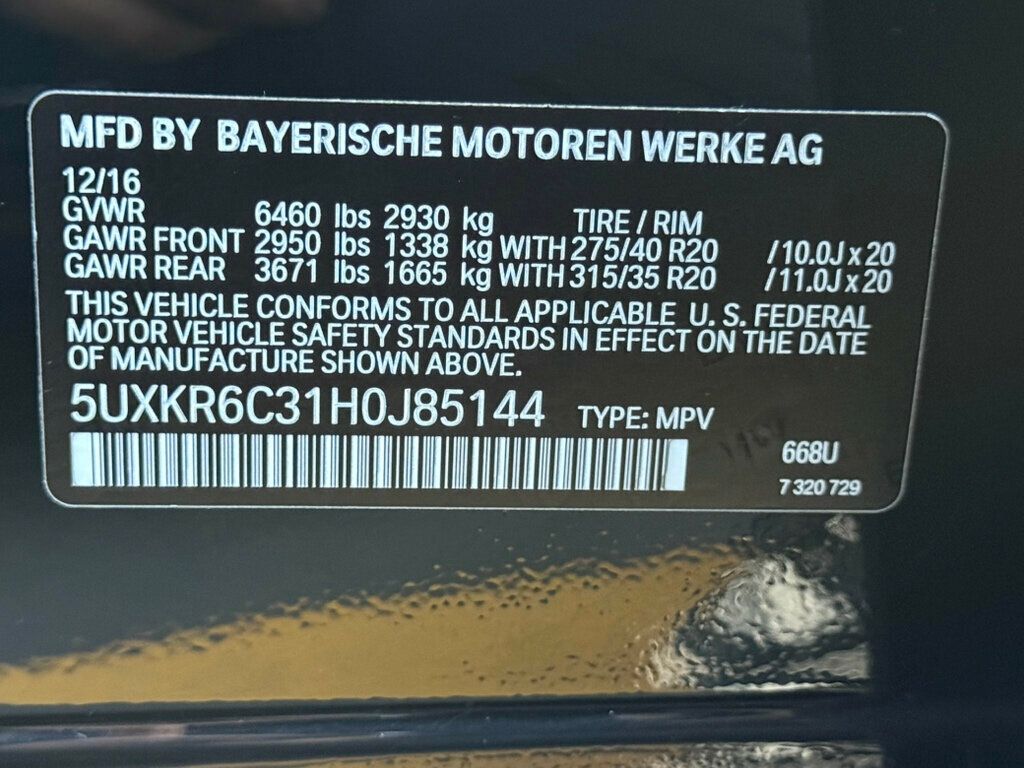 MFD BY BAYERISCHE MOTOREN WERKE AG
12/16
GVWR 6460 lbs 2930 kg TIRE / RIM
GAWR FRONT 2950 lbs 1338 kg WITH 275/40 R20 /10.0J x 20
GAWR REAR 3671 lbs 1665 kg WITH 315/35 R20 /11.0J x 20
THIS VEHICLE CONFORMS TO ALL APPLICABLE U. S. FEDERAL
MOTOR VEHICLE SAFETY STANDARDS IN EFFECT ON THE DATE
OF MANUFACTURE SHOWN ABOVE.
5UXKR6C31H0J85144 TYPE: MPV
668U
7 320 729